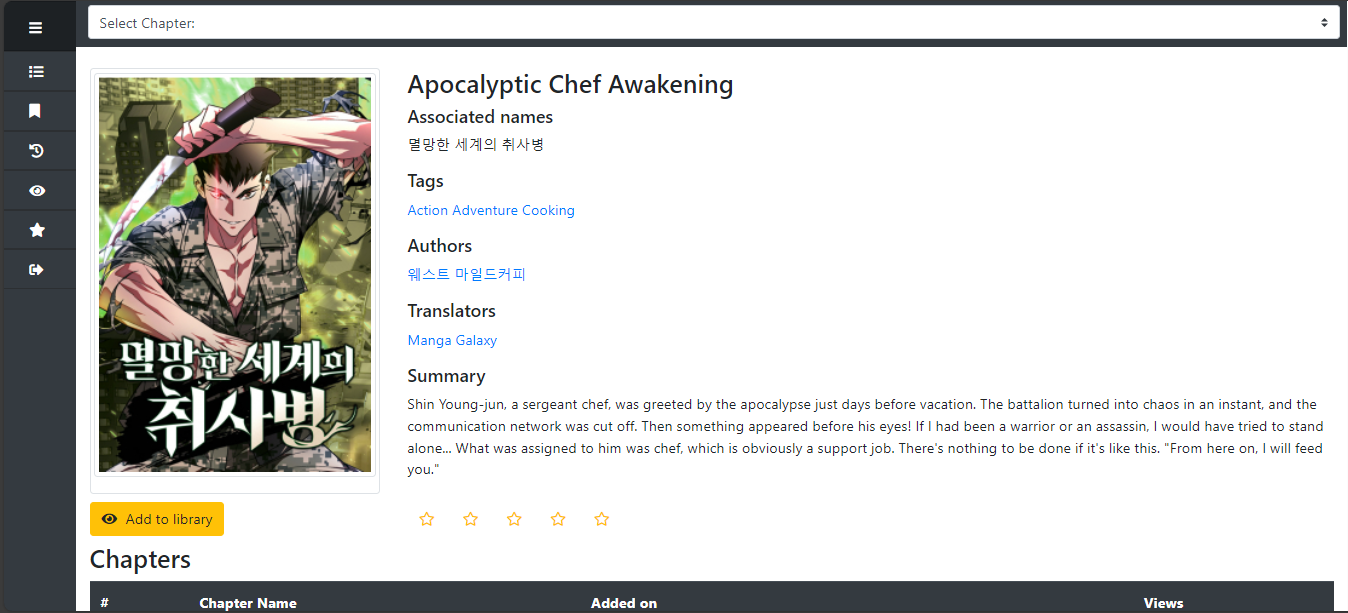 Select Chapter:
멸망한 세계의
취사병
Apocalyptic Chef Awakening
Associated names
멸망한 세계의 취사병
Tags
Action Adventure Cooking
Authors
웨스트 마일드커피
Translators
Manga Galaxy
Summary
Shin Young-jun, a sergeant chef, was greeted by the apocalypse just days before vacation. The battalion turned into chaos in an instant, and the
communication network was cut off. Then something appeared before his eyes! If I had been a warrior or an assassin, I would have tried to stand
alone... What was assigned to him was chef, which is obviously a support job. There's nothing to be done if it's like this. "From here on, I will feed
you."
Add to library
Chapters
# Chapter Name Added on Views